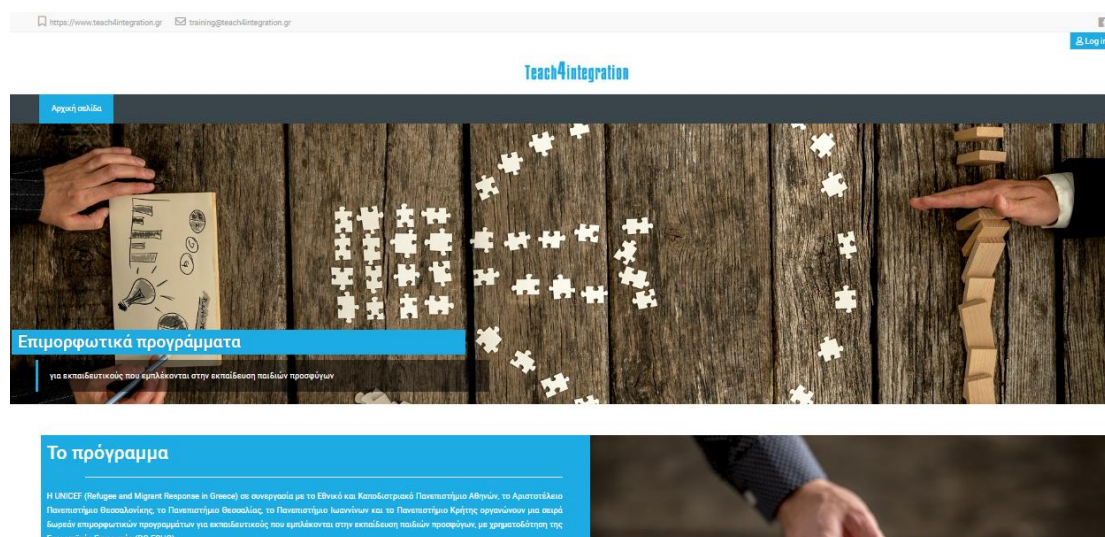 https://www.teach4integration.gr training@teach4integration.gr
Log in
Teach4integration
Αρχική σελίδα
Επιμορφωτικά προγράμματα
για εκπαιδευτικούς που εμπλέκονται στην εκπαίδευση παιδιών προσφύγων
Το πρόγραμμα
Η UNICEF (Refugee and Migrant Response in Greece) σε συνεργασία με το Εθνικό και Καποδιστριακό Πανεπιστήμιο Αθηνών, το Αριστοτέλειο
Πανεπιστήμιο Θεσσαλονίκης, το Πανεπιστήμιο Θεσσαλίας, το Πανεπιστήμιο Ιωαννίνων και το Πανεπιστήμιο Κρήτης οργανώνουν μια σειρά
δωρεάν επιμορφωτικών προγραμμάτων για εκπαιδευτικούς που εμπλέκονται στην εκπαίδευση παιδιών προσφύγων, με χρηματοδότηση της